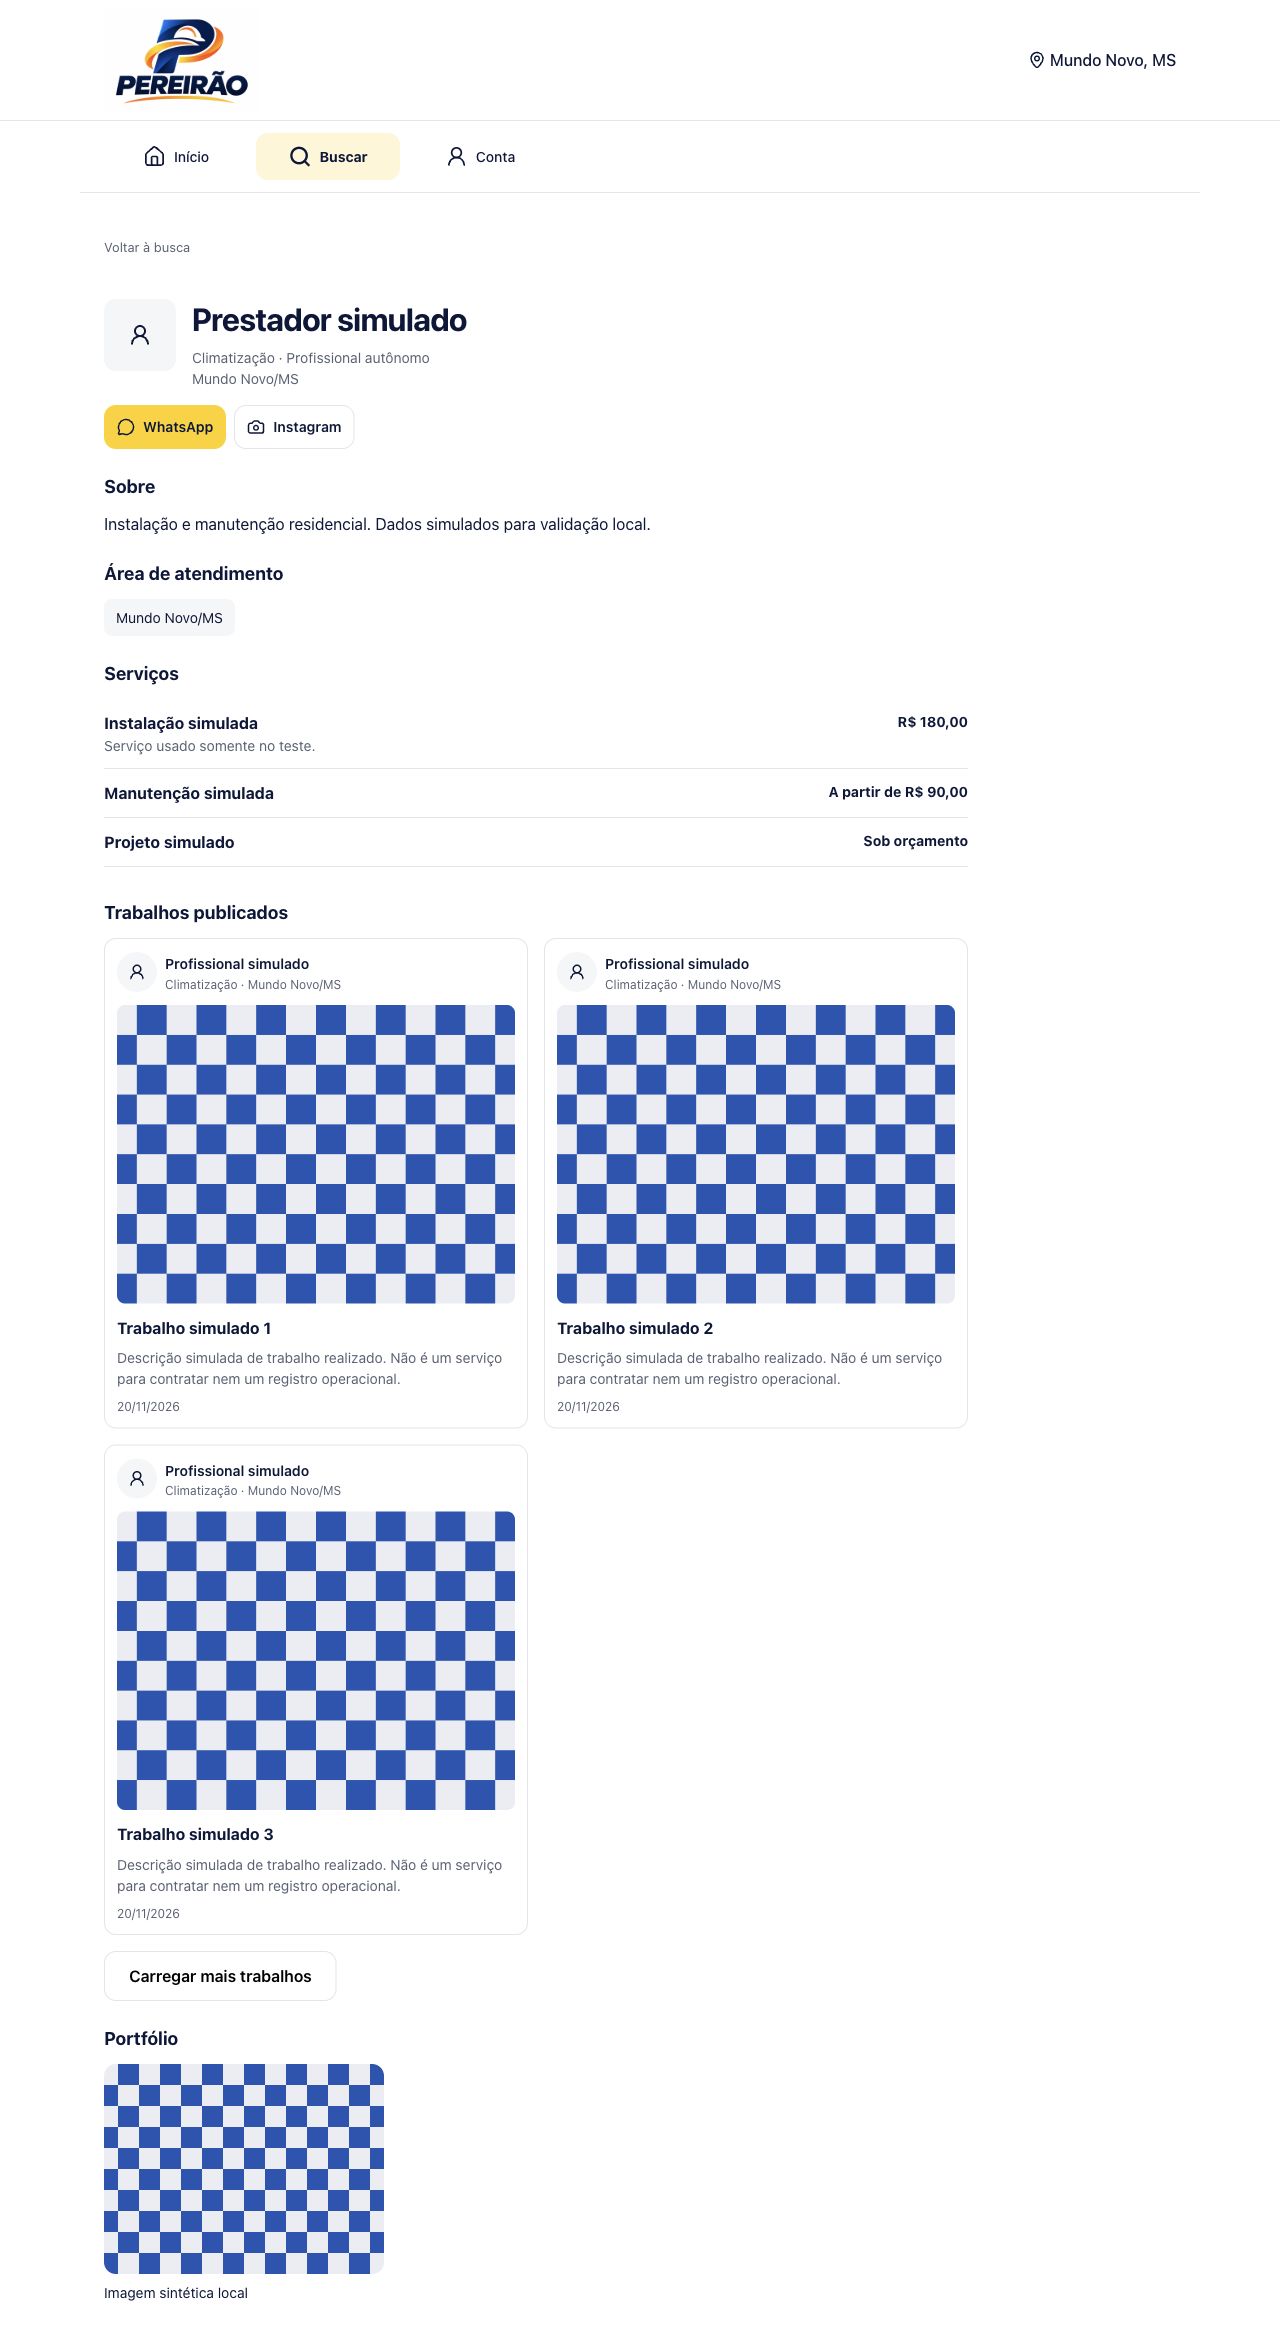 PEREIRÃO
Mundo Novo, MS
Início
Buscar
Conta
Voltar à busca
Prestador simulado
Climatização · Profissional autônomo
Mundo Novo/MS
WhatsApp
Instagram
Sobre
Instalação e manutenção residencial. Dados simulados para validação local.
Área de atendimento
Mundo Novo/MS
Serviços
Instalação simulada
R$ 180,00
Serviço usado somente no teste.
Manutenção simulada
A partir de R$ 90,00
Projeto simulado
Sob orçamento
Trabalhos publicados
Profissional simulado
Climatização · Mundo Novo/MS
Trabalho simulado 1
Descrição simulada de trabalho realizado. Não é um serviço
para contratar nem um registro operacional.
20/11/2026
Profissional simulado
Climatização · Mundo Novo/MS
Trabalho simulado 2
Descrição simulada de trabalho realizado. Não é um serviço
para contratar nem um registro operacional.
20/11/2026
Profissional simulado
Climatização · Mundo Novo/MS
Trabalho simulado 3
Descrição simulada de trabalho realizado. Não é um serviço
para contratar nem um registro operacional.
20/11/2026
Carregar mais trabalhos
Portfólio
Imagem sintética local